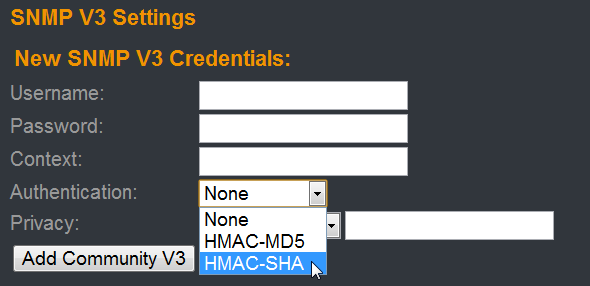 SNMP V3 Settings
New SNMP V3 Credentials:
Username:
Password:
Context:
Authentication: None
Privacy: None
HMAC-MD5
Add Community V3 HMAC-SHA